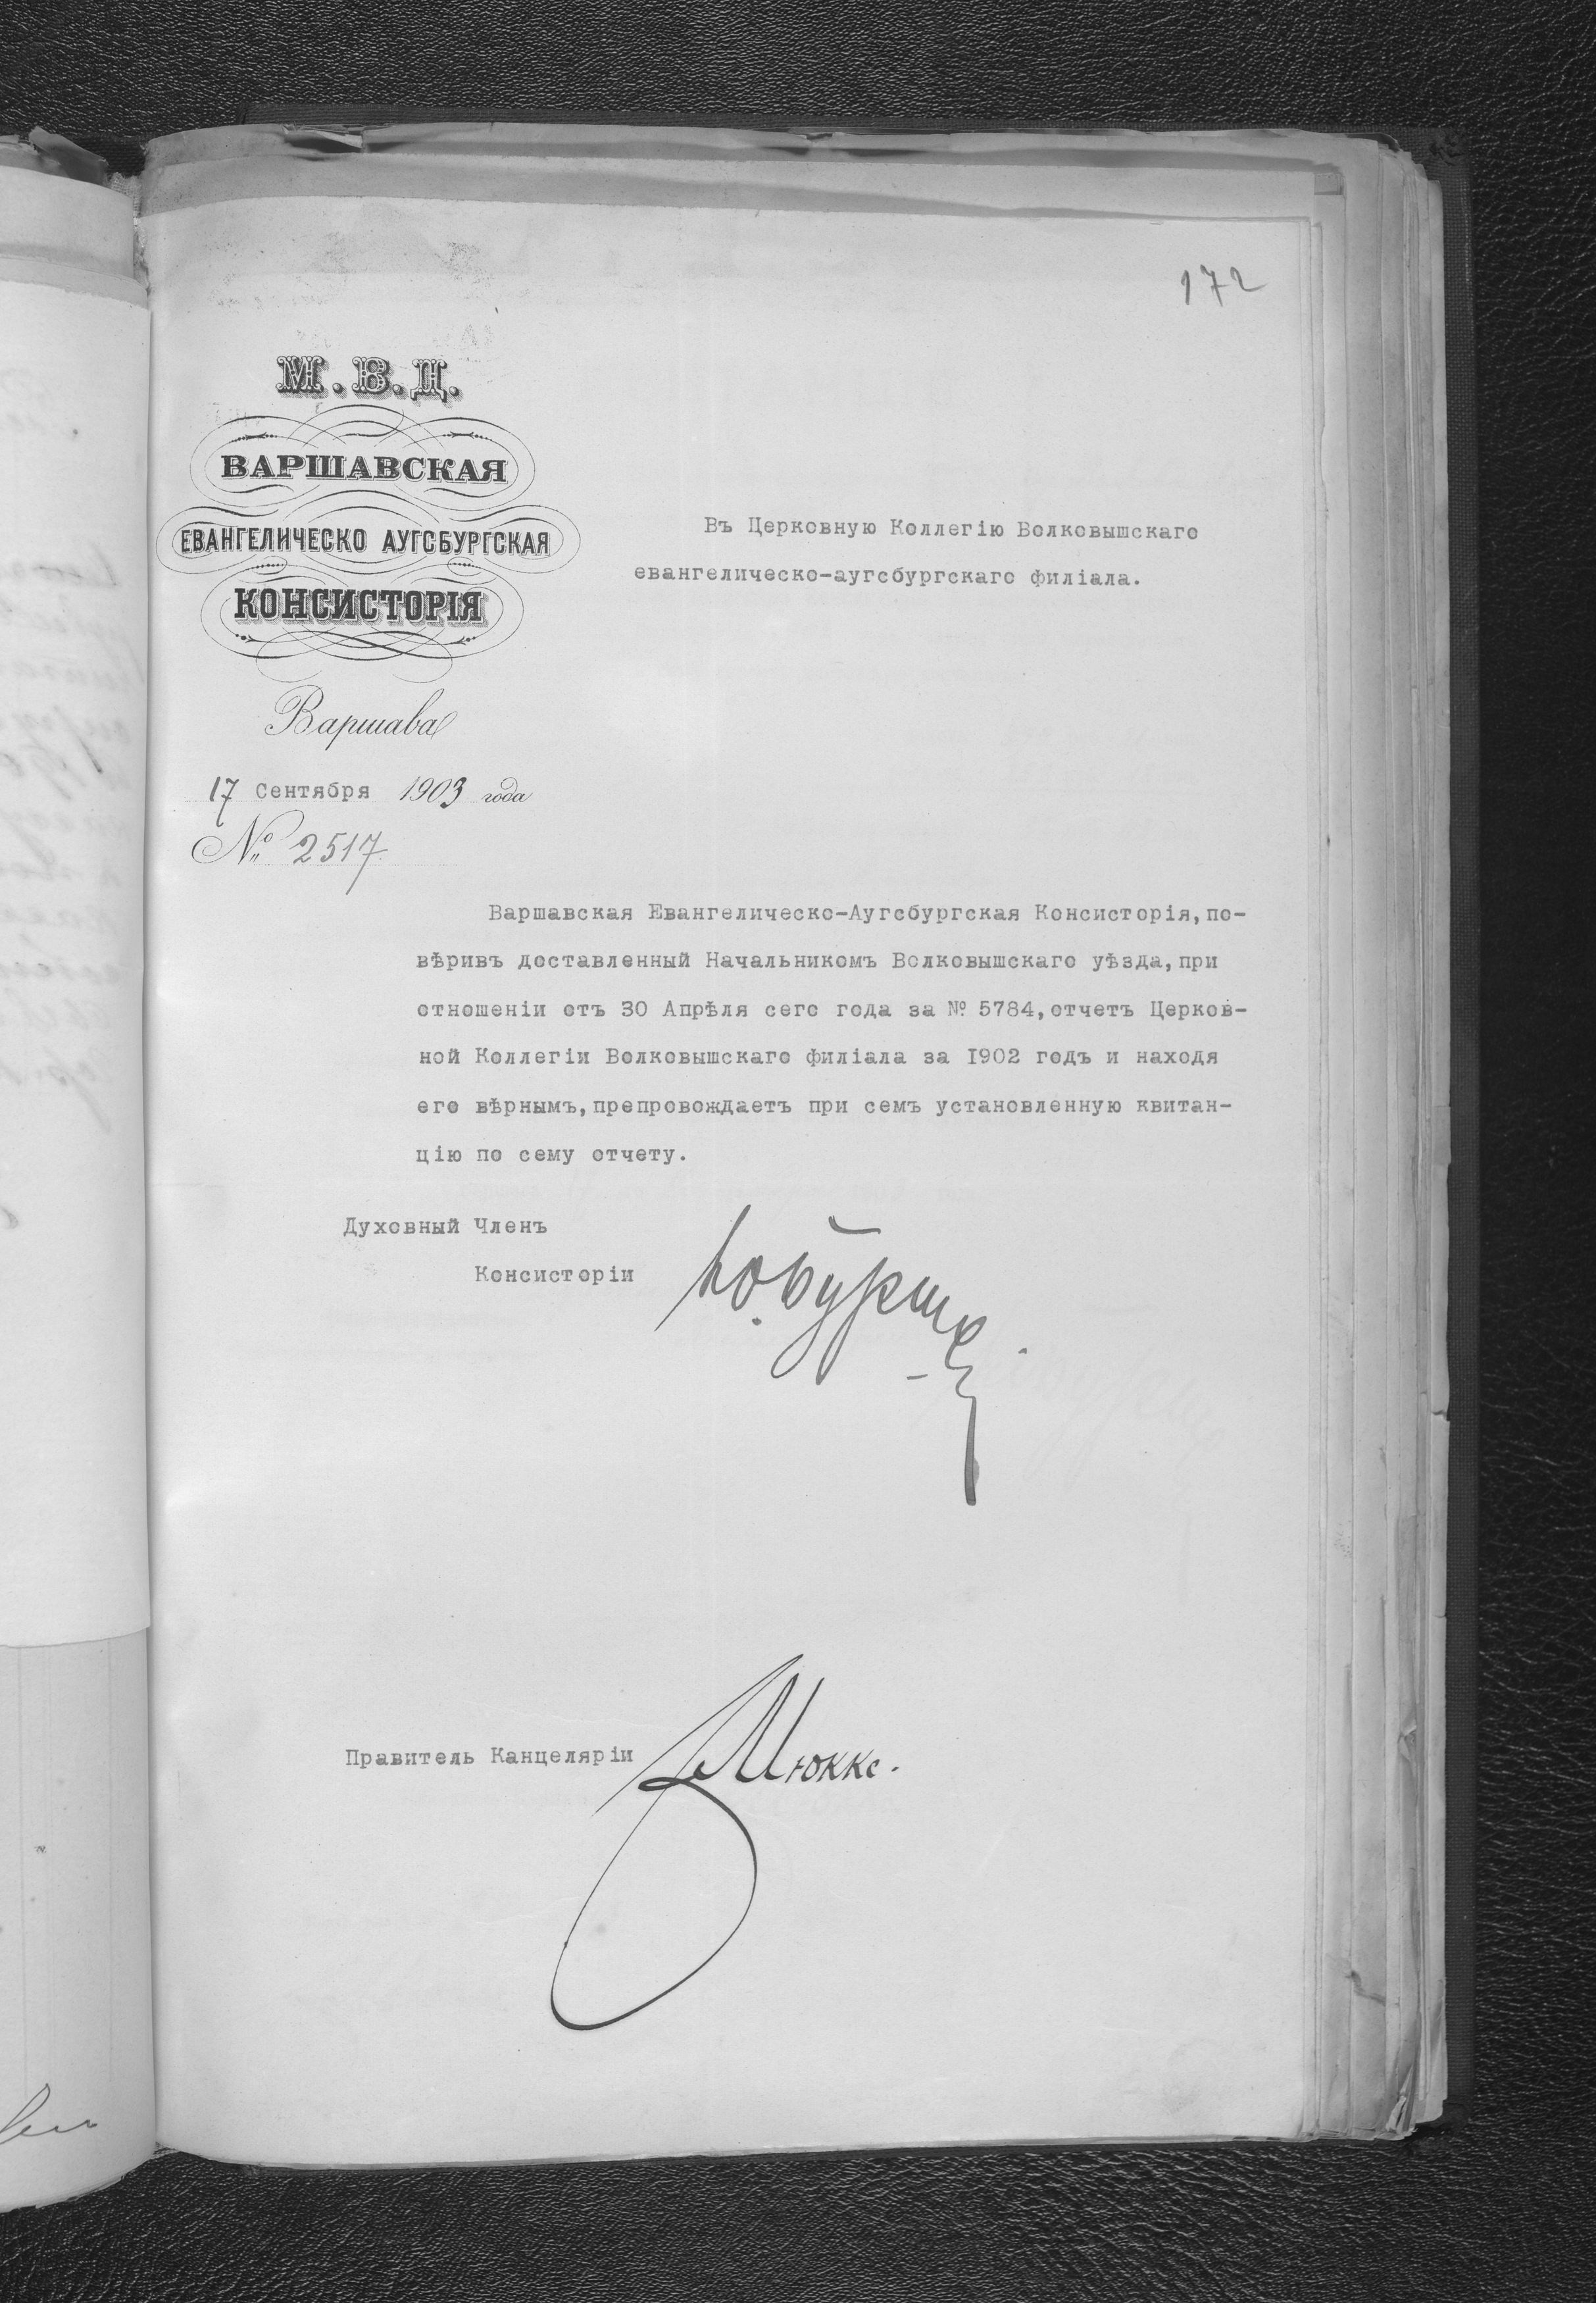 172
М.В.Д.
ВАРШАВСКАЯ
ЕВАНГЕЛИЧЕСКО АУГСБУРГСКАЯ
КОНСИСТОРІЯ
Варшава
17 Сентября 1903 года
№ 2517
Въ Церковную Коллегію Волковышскаго
евангелическо-аугсбургскаго филіала.
Варшавская Евангелическо-Аугсбургская Консисторія, по-
вѣривъ доставленный Начальникомъ Волковышскаго уѣзда, при
отношеніи отъ 30 Апрѣля сего года за № 5784, отчетъ Церков-
ной Коллегіи Волковышскаго филіала за 1902 годъ и находя
его вѣрнымъ, препровождаетъ при семъ установленную квитан-
цію по сему отчету.
Духовный Членъ
Консисторіи
Правитель Канцеляріи Мюкке.